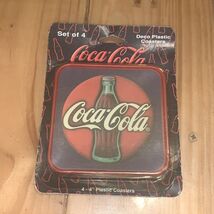 Set of 4
Deco Plastic
Coasters
Coca-Cola
Coca-Cola
4 - 4" Plastic Coasters